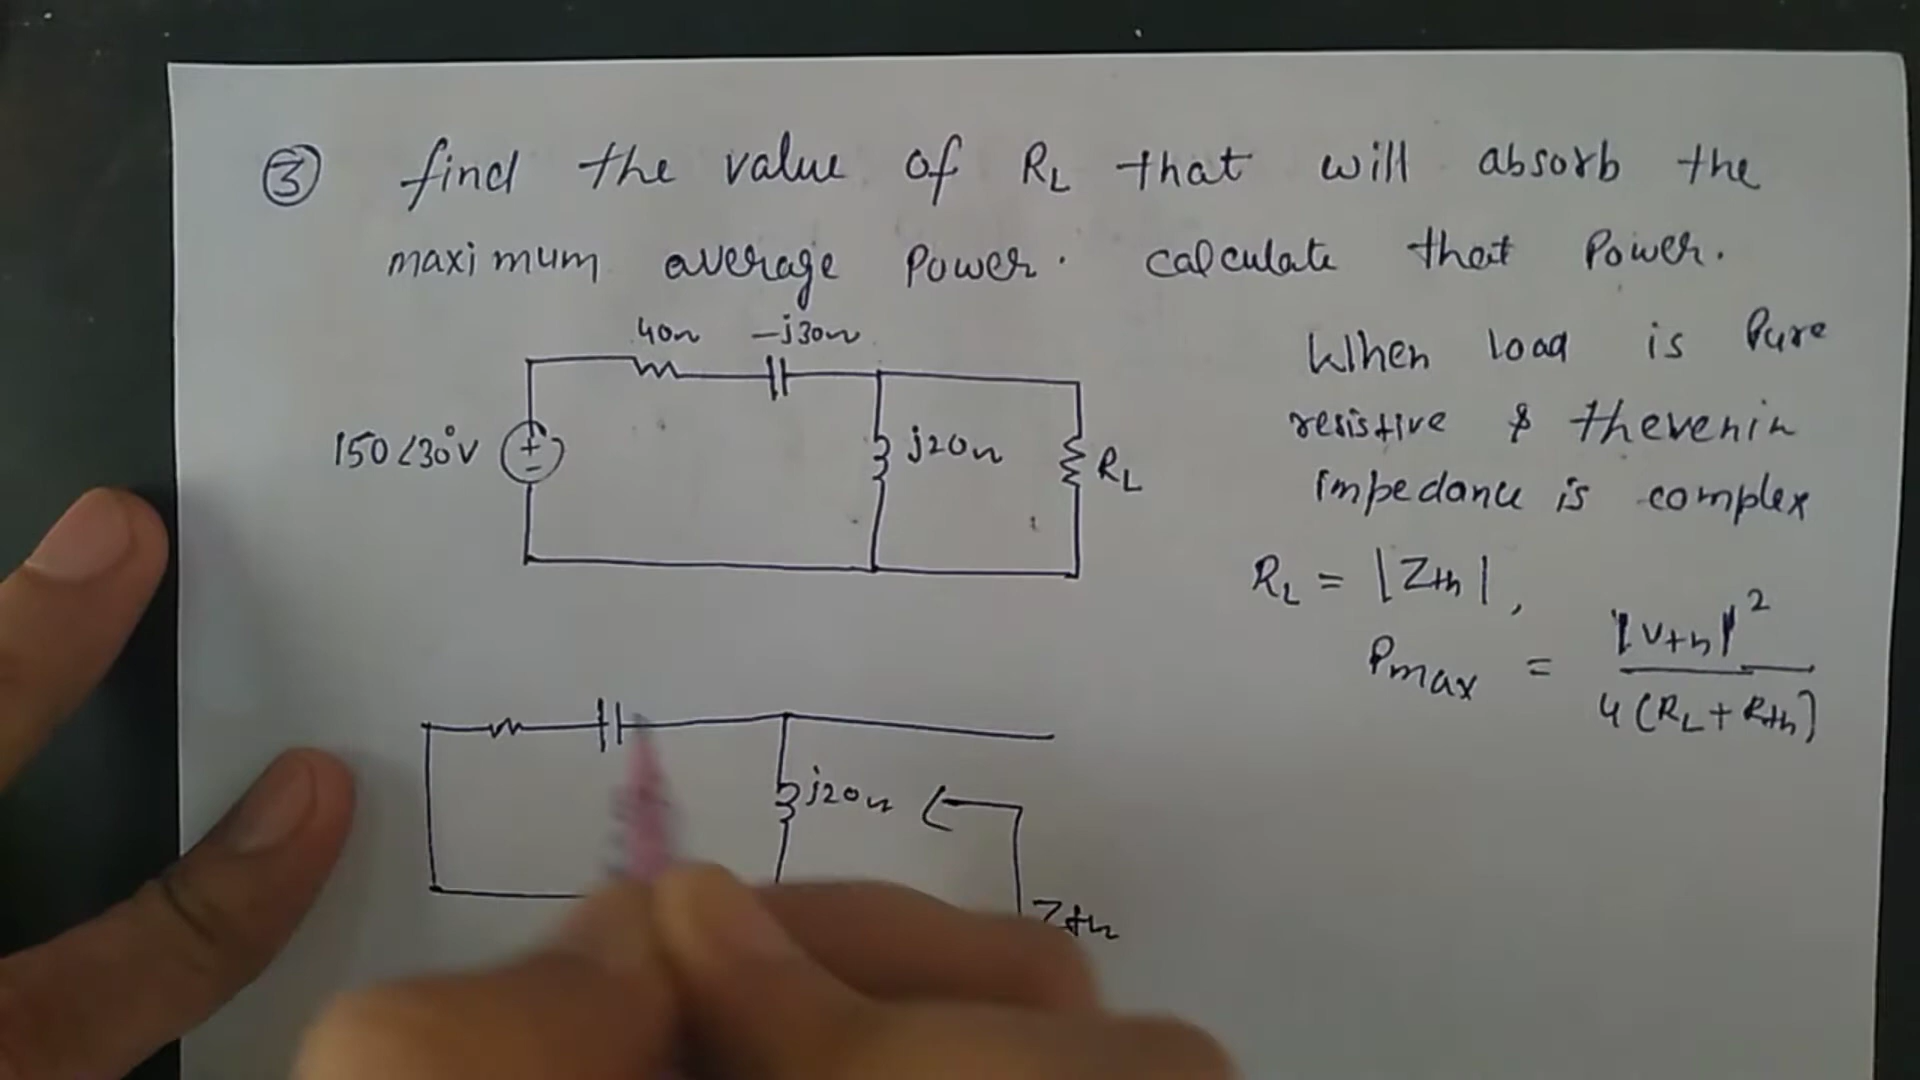 ③ find the value of RL that will absorb the
maximum average Power. calculate that Power.
40Ω -j30Ω
150∠30°V + -
j20Ω
RL
When load is Pure
resistive & thevenin
impedance is complex
RL = |Zth|,
Pmax = |Vth|² / 4(RL+Rth)
j20Ω
Zth